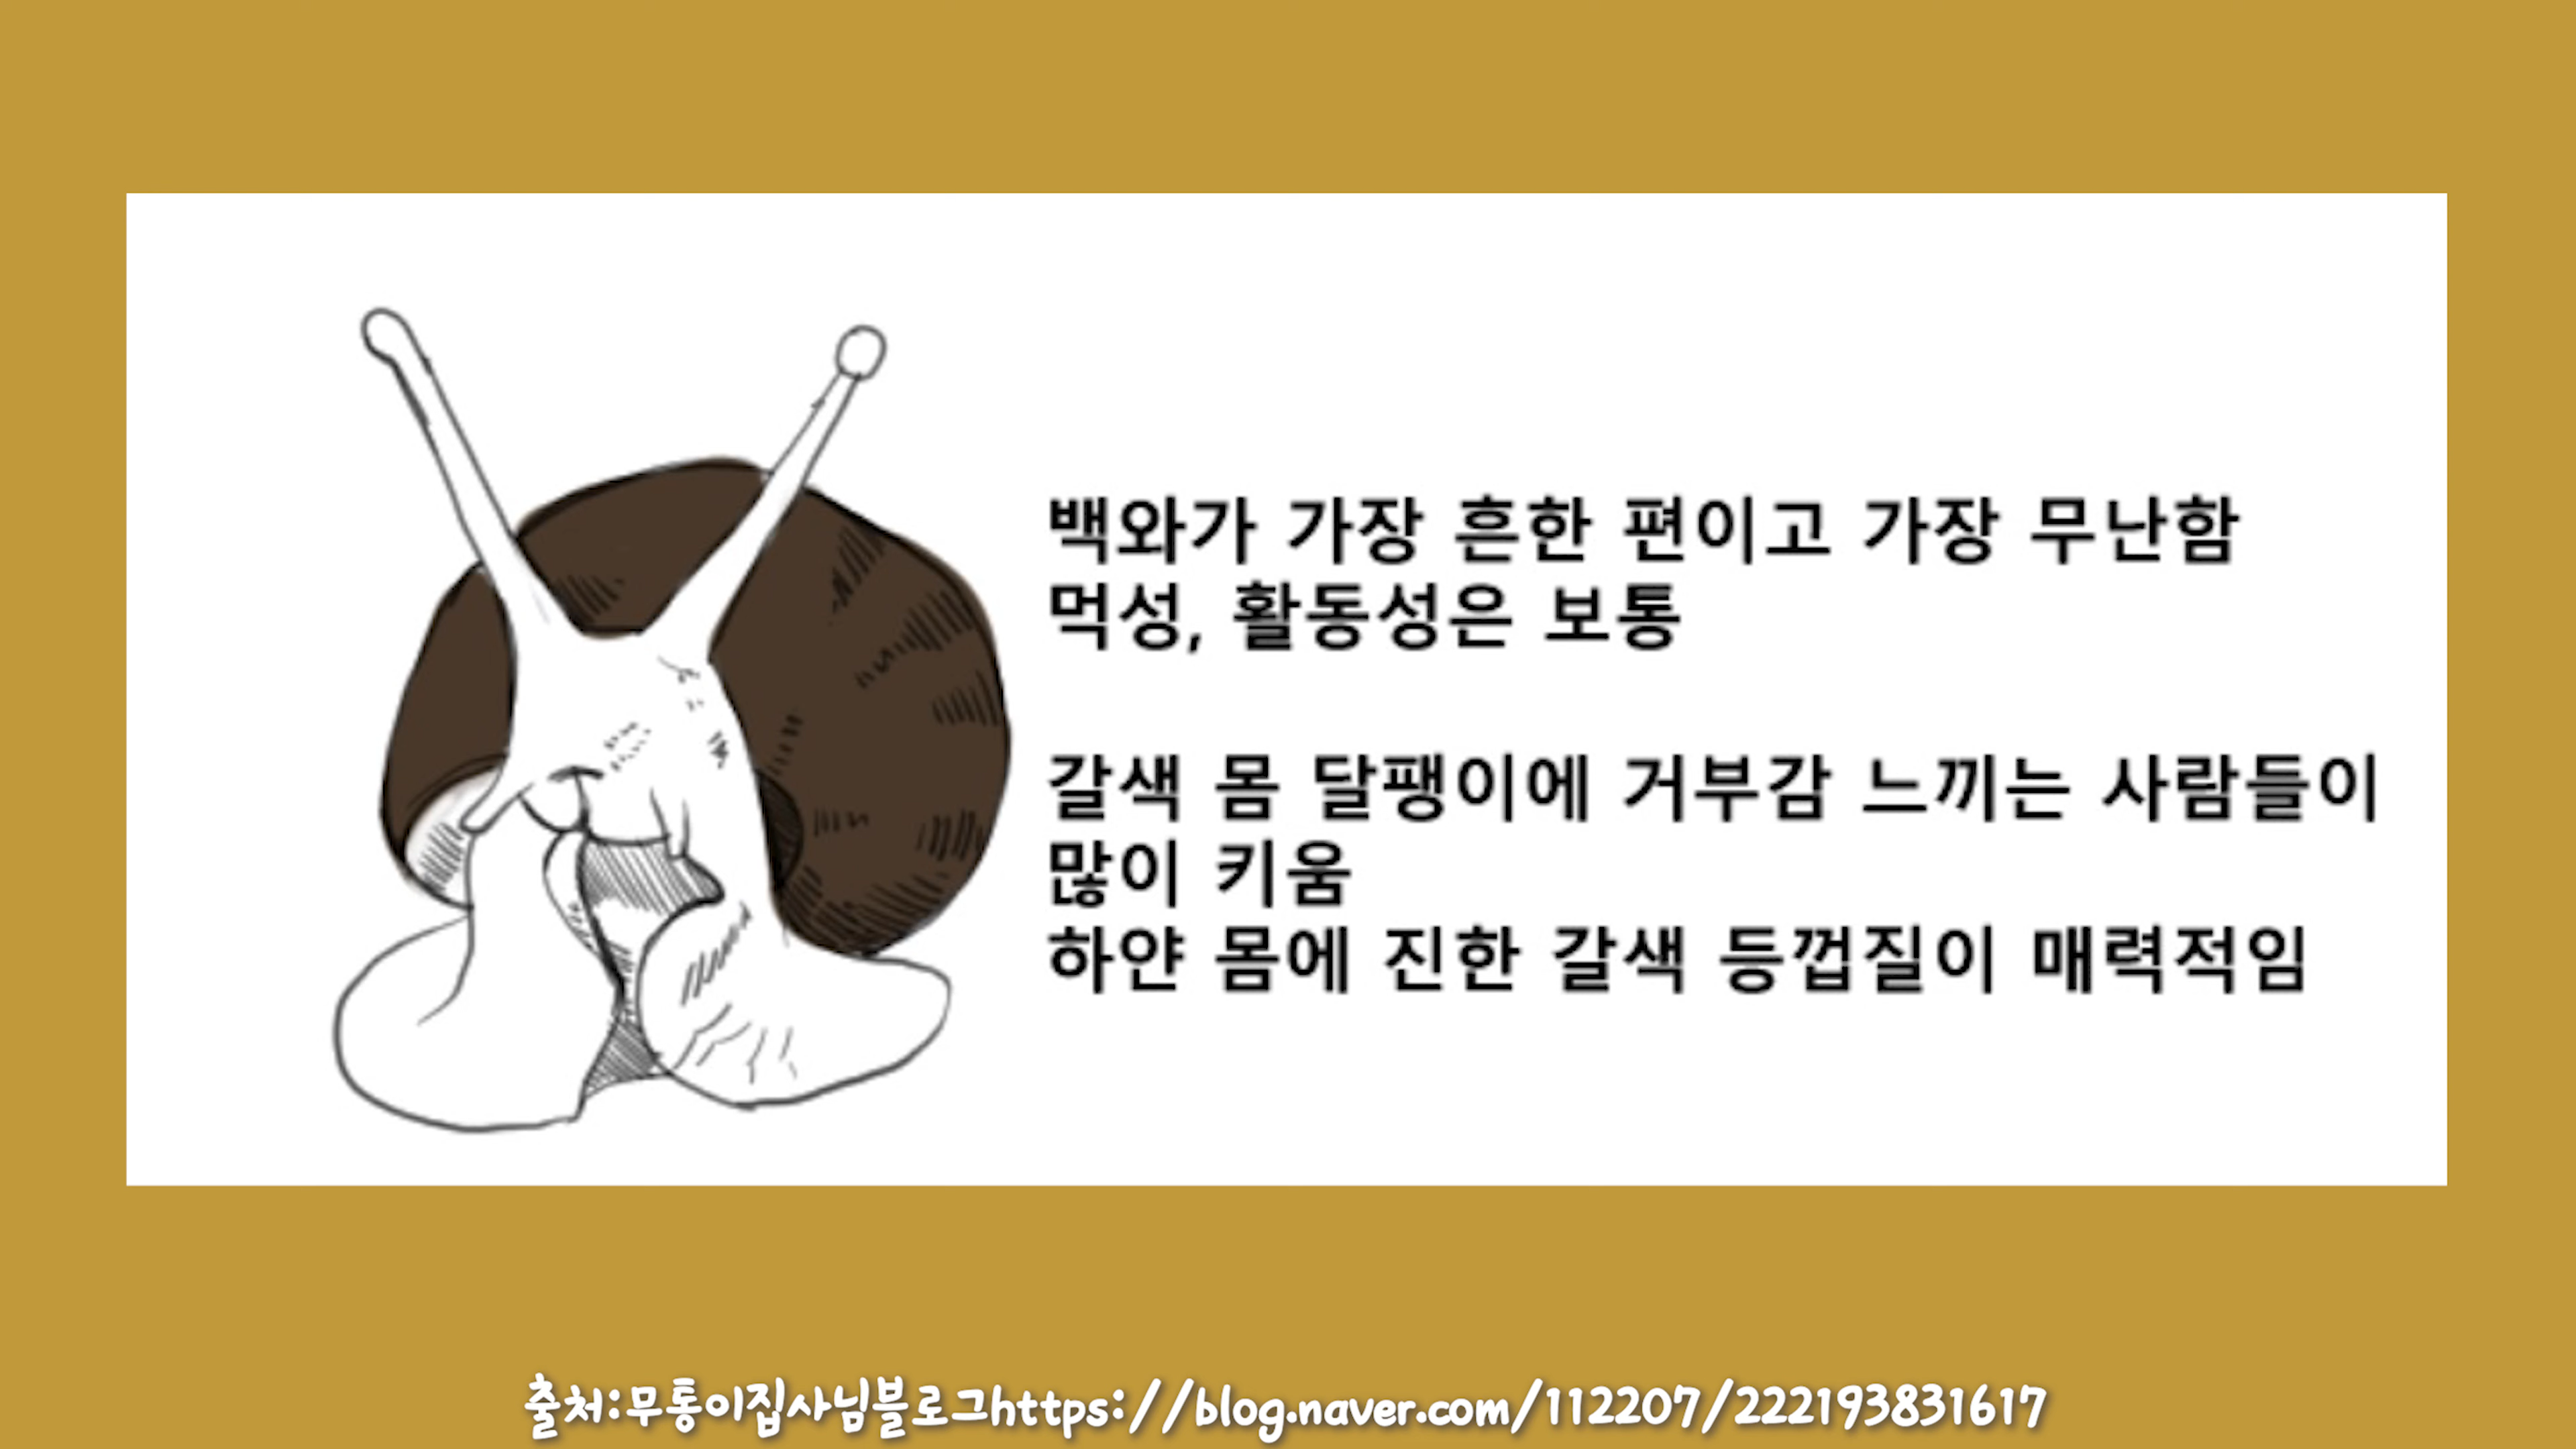 백와가 가장 흔한 편이고 가장 무난함
먹성, 활동성은 보통
갈색 몸 달팽이에 거부감 느끼는 사람들이
많이 키움
하얀 몸에 진한 갈색 등껍질이 매력적임
출처:무통이집사님블로그https://blog.naver.com/112207/222193831617